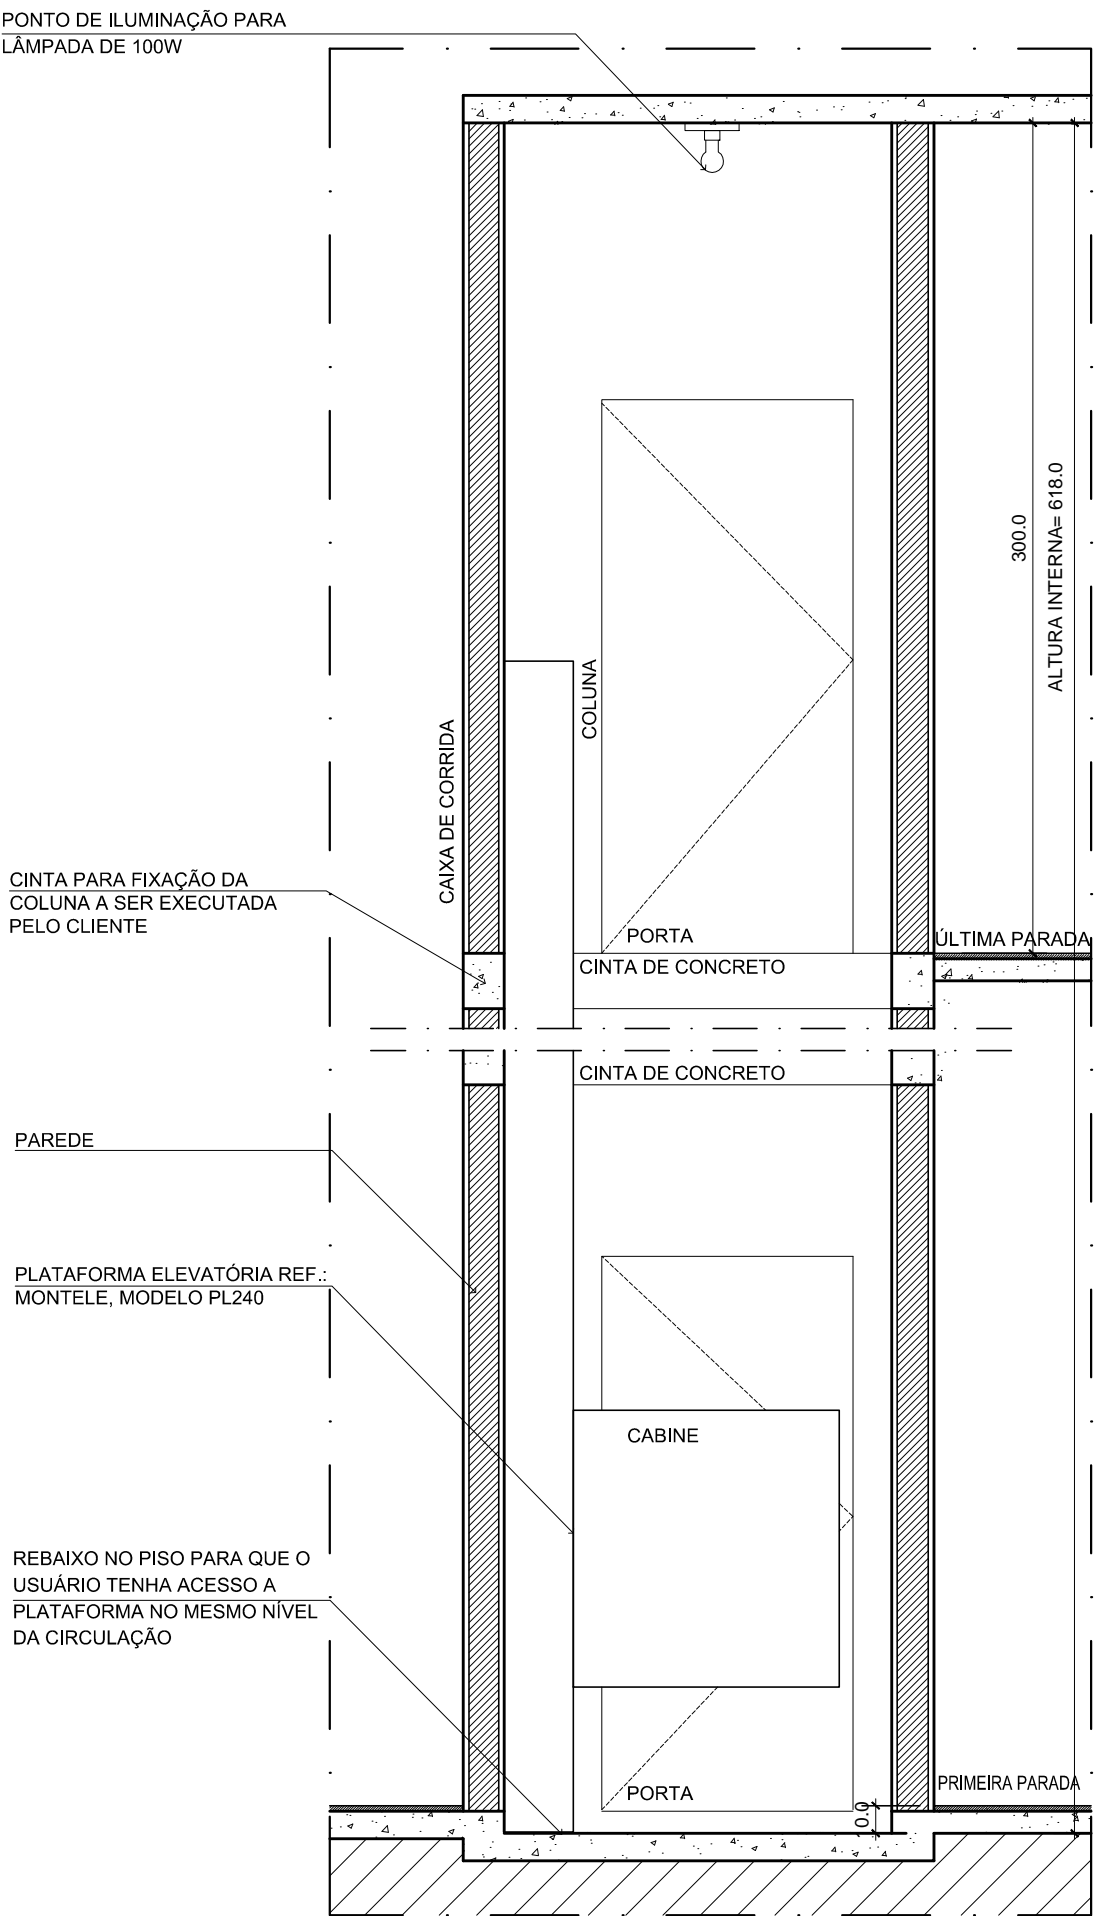 PONTO DE ILUMINAÇÃO PARA
LÂMPADA DE 100W
300.0
ALTURA INTERNA= 618.0
COLUNA
CAIXA DE CORRIDA
CINTA PARA FIXAÇÃO DA
COLUNA A SER EXECUTADA
PELO CLIENTE
PORTA
ÚLTIMA PARADA
CINTA DE CONCRETO
CINTA DE CONCRETO
PAREDE
PLATAFORMA ELEVATÓRIA REF.:
MONTELE, MODELO PL240
CABINE
REBAIXO NO PISO PARA QUE O
USUÁRIO TENHA ACESSO A
PLATAFORMA NO MESMO NÍVEL
DA CIRCULAÇÃO
PORTA
PRIMEIRA PARADA
0.0